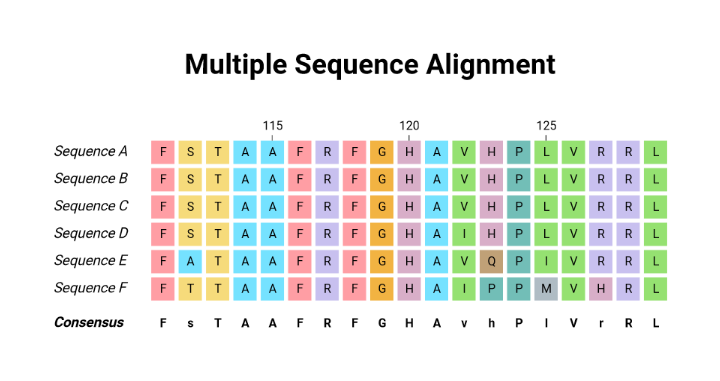 Multiple Sequence Alignment
115 120 125
Sequence A F S T A A F R F G H A V H P L V R R L
Sequence B F S T A A F R F G H A V H P L V R R L
Sequence C F S T A A F R F G H A V H P L V R R L
Sequence D F S T A A F R F G H A I H P L V R R L
Sequence E F A T A A F R F G H A V Q P I V R R L
Sequence F F T T A A F R F G H A I P P M V H R L
Consensus F s T A A F R F G H A v h P l V r R L